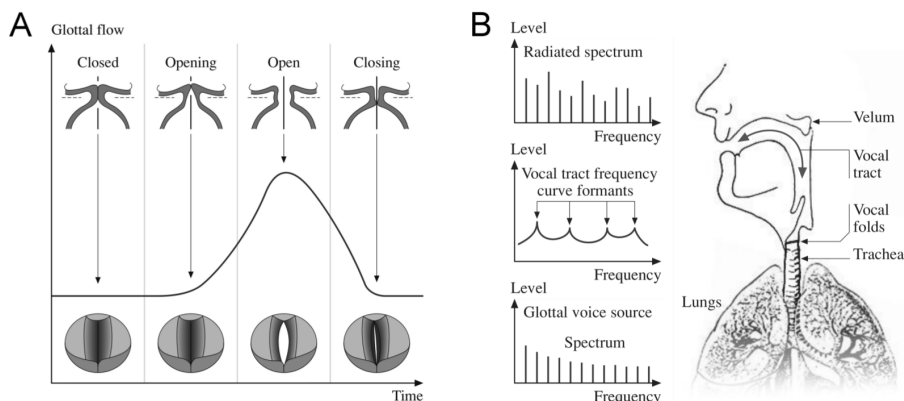 A
Glottal flow
Closed
Opening
Open
Closing
Time
B
Level
Radiated spectrum
Frequency
Level
Vocal tract frequency
curve formants
Frequency
Level
Glottal voice source
Spectrum
Frequency
Velum
Vocal
tract
Vocal
folds
Trachea
Lungs